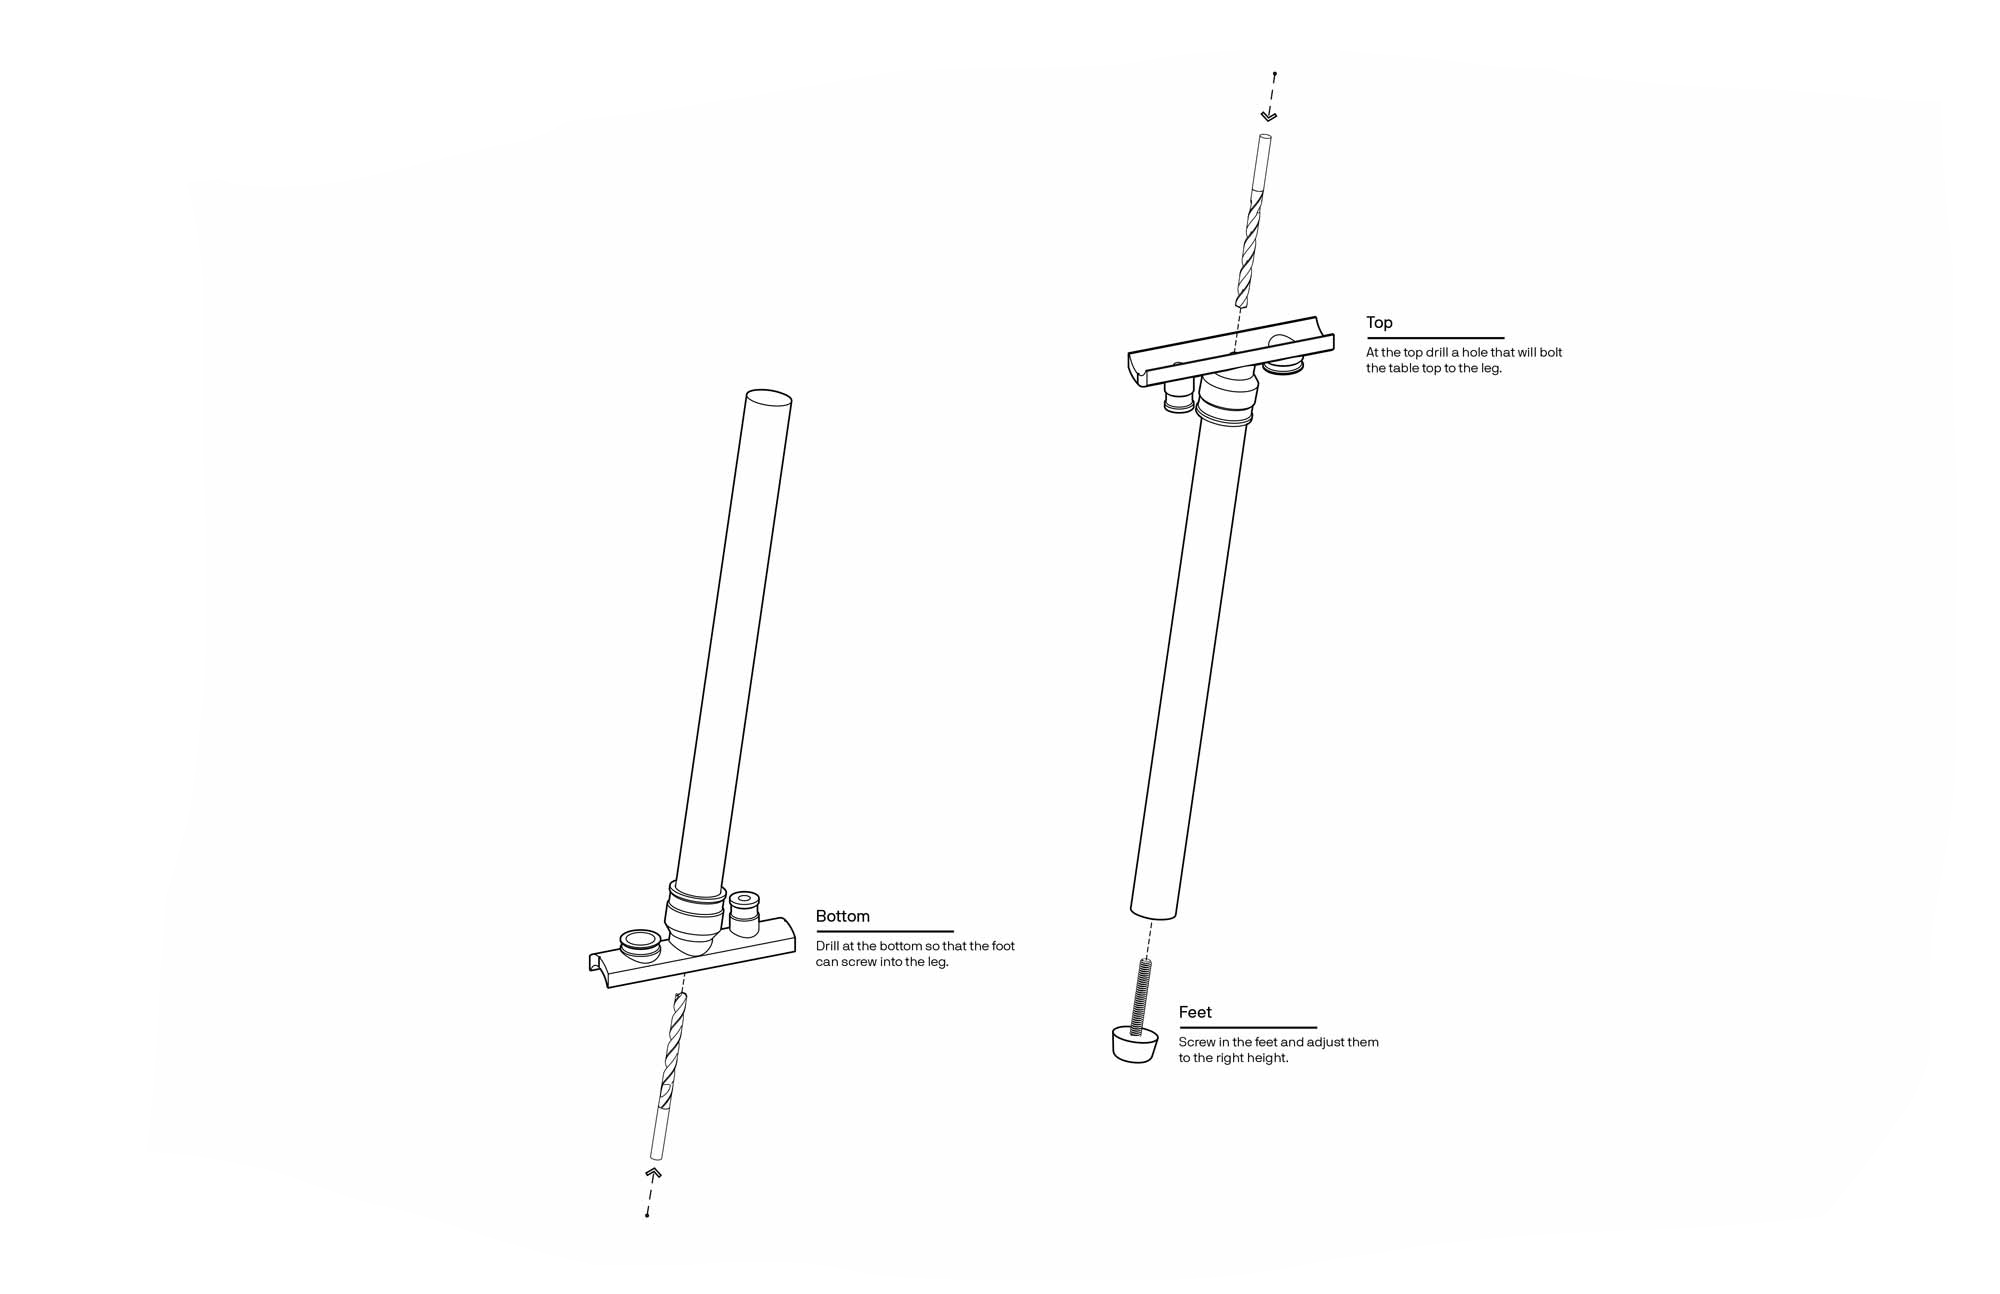 Top
At the top drill a hole that will bolt
the table top to the leg.
Bottom
Drill at the bottom so that the foot
can screw into the leg.
Feet
Screw in the feet and adjust them
to the right height.